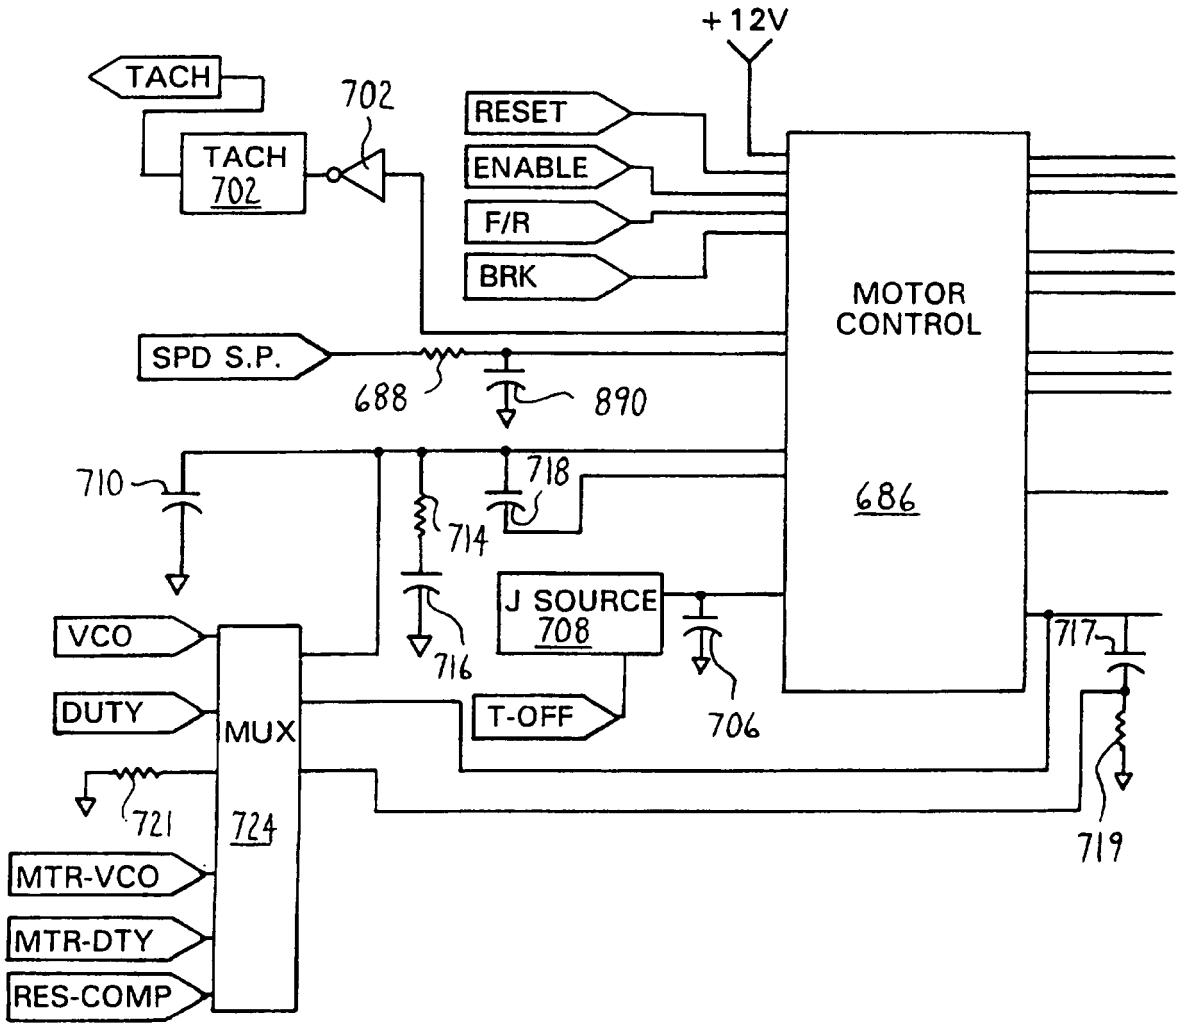 +12V
TACH
702
RESET
TACH
702
ENABLE
F/R
BRK
MOTOR
CONTROL
SPD S.P.
688
890
710
718
714
686
J SOURCE
708
VCO
716
717
706
T-OFF
DUTY
MUX
721
724
719
MTR-VCO
MTR-DTY
RES-COMP